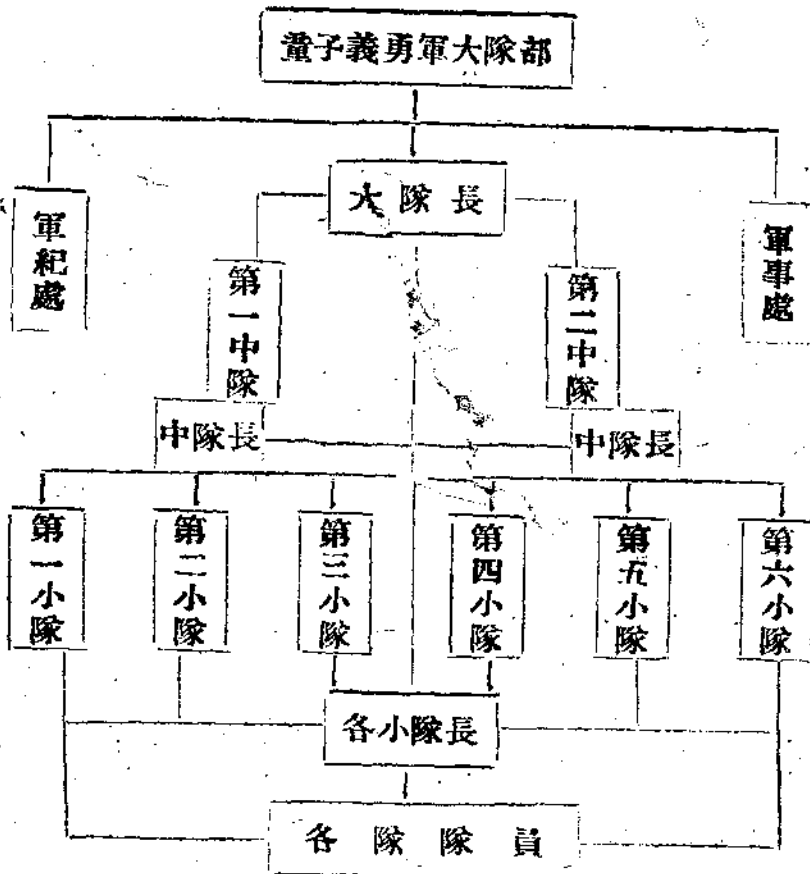 童子義勇軍大隊部
大隊長
軍紀處
軍事處
第一中隊
第二中隊
中隊長
中隊長
第一小隊
第二小隊
第三小隊
第四小隊
第五小隊
第六小隊
各小隊長
各隊隊員